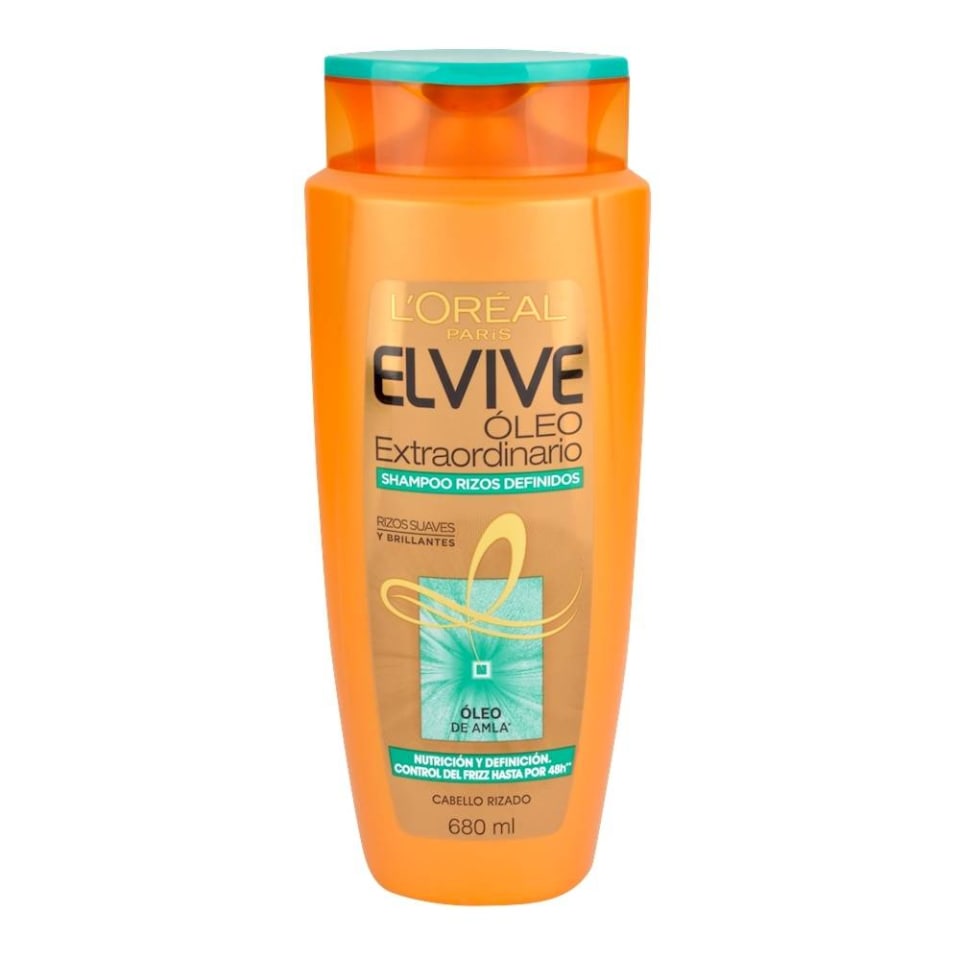 L'ORÉAL
PARiS
ELVIVE
ÓLEO
Extraordinario
SHAMPOO RIZOS DEFINIDOS
RIZOS SUAVES
Y BRILLANTES
ÓLEO
DE AMLA*
NUTRICIÓN Y DEFINICIÓN.
CONTROL DEL FRIZZ HASTA POR 48h**
CABELLO RIZADO
680 ml